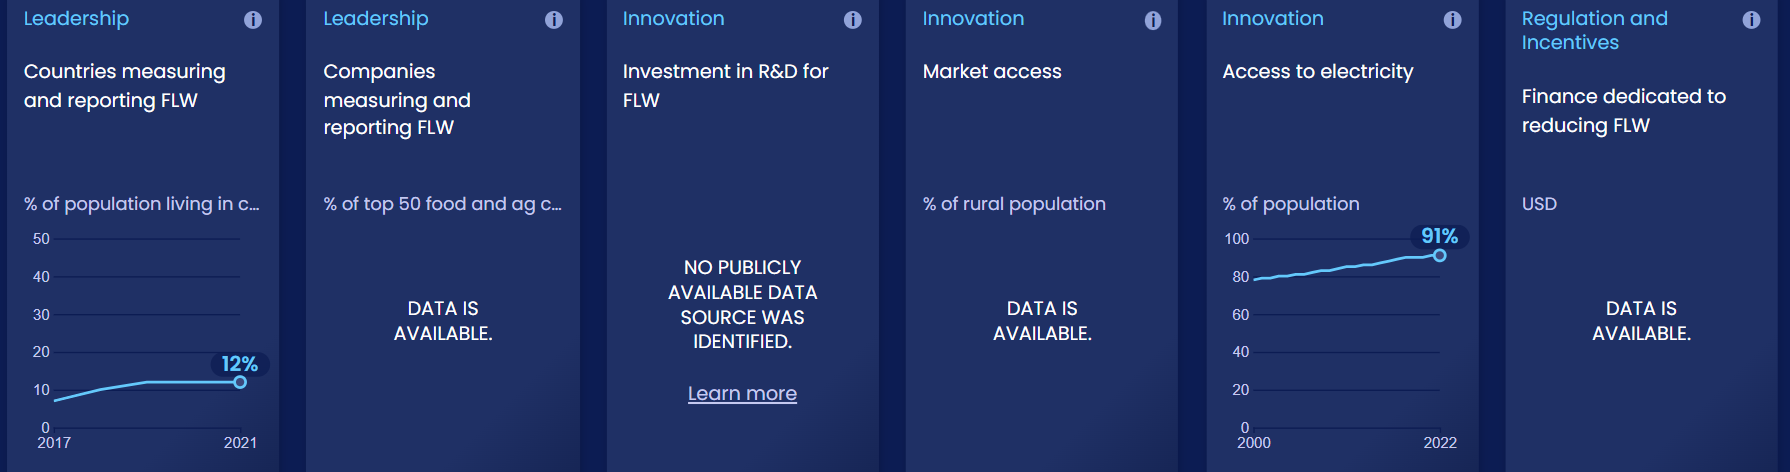 Leadership
Countries measuring
and reporting FLW
% of population living in c...
50
40
30
20
10
0
12%
2017
2021
Leadership
Companies
measuring and
reporting FLW
% of top 50 food and ag c...
DATA IS
AVAILABLE.
Innovation
Investment in R&D for
FLW
NO PUBLICLY
AVAILABLE DATA
SOURCE WAS
IDENTIFIED.
Learn more
Innovation
Market access
% of rural population
DATA IS
AVAILABLE.
Innovation
Access to electricity
% of population
100
80
60
40
20
0
91%
2000
2022
Regulation and
Incentives
Finance dedicated to
reducing FLW
USD
DATA IS
AVAILABLE.